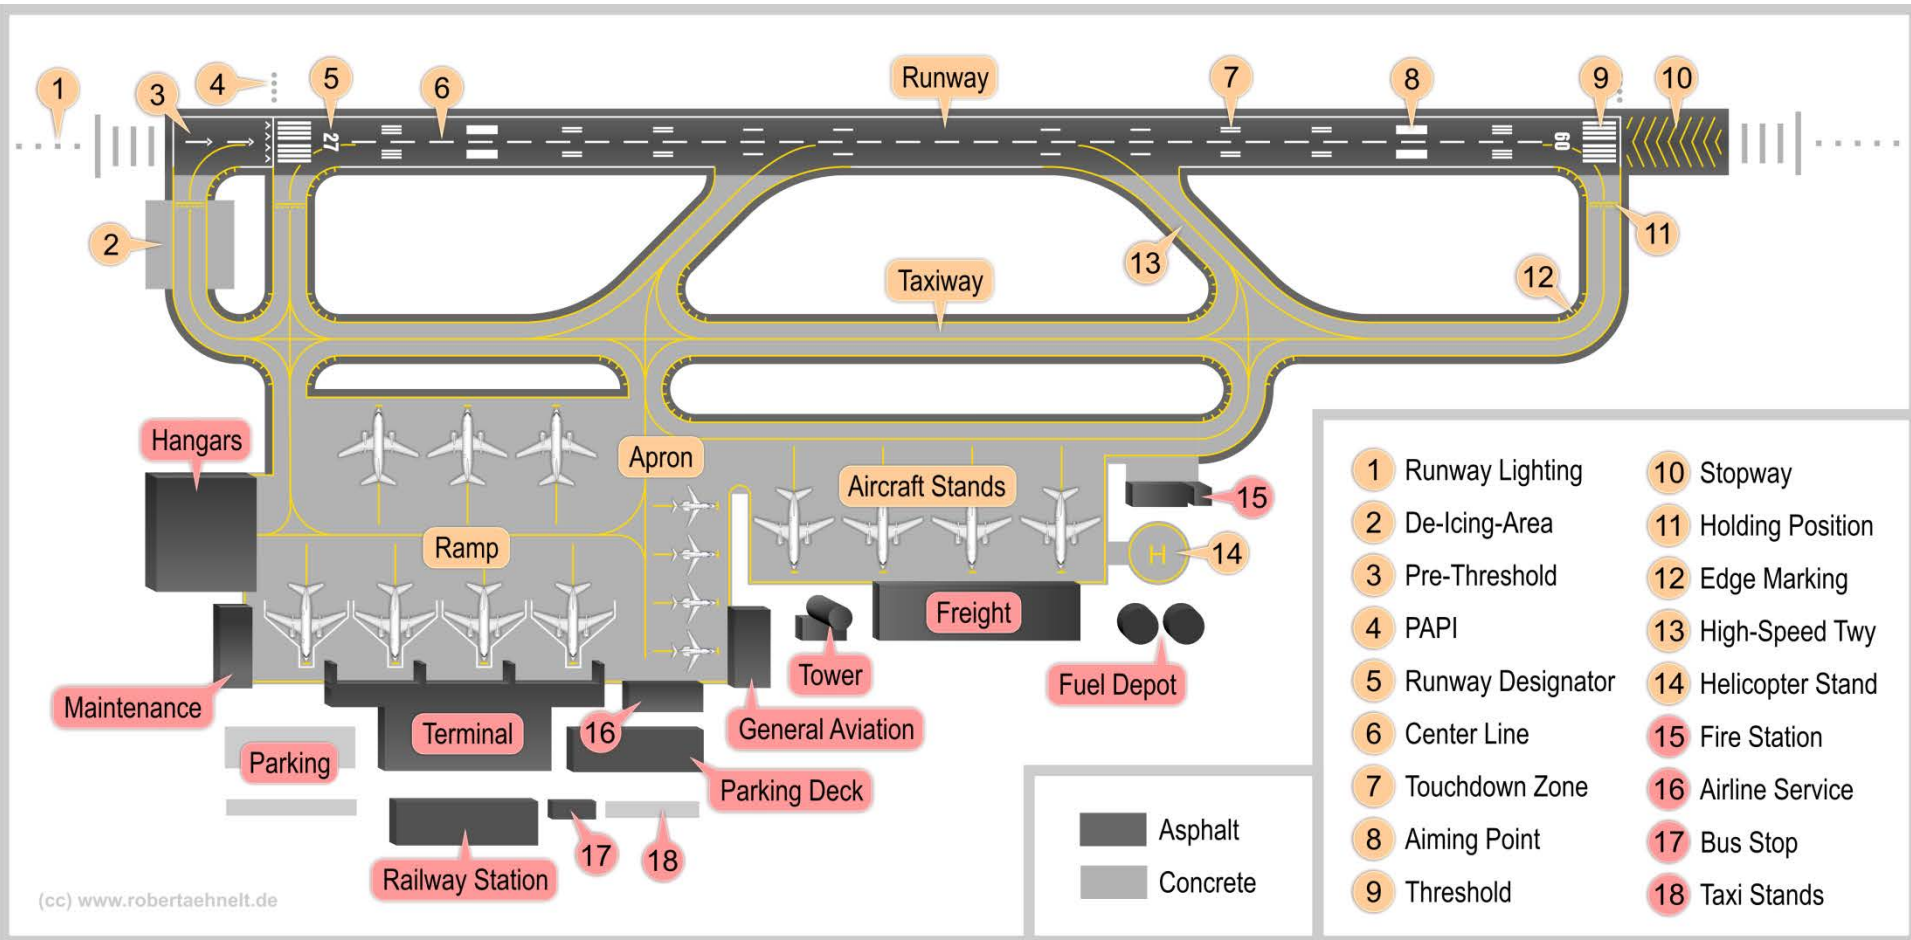 1
3
4
5
6
Runway
7
8
9
10
27
09
2
11
13
12
Taxiway
Hangars
Apron
Aircraft Stands
15
Ramp
14
H
Freight
Maintenance
Tower
Fuel Depot
Terminal
16
General Aviation
Parking
Parking Deck
Railway Station
17
18
(cc) www.robertaehnelt.de
Asphalt
Concrete
1 Runway Lighting
2 De-Icing-Area
3 Pre-Threshold
4 PAPI
5 Runway Designator
6 Center Line
7 Touchdown Zone
8 Aiming Point
9 Threshold
10 Stopway
11 Holding Position
12 Edge Marking
13 High-Speed Twy
14 Helicopter Stand
15 Fire Station
16 Airline Service
17 Bus Stop
18 Taxi Stands